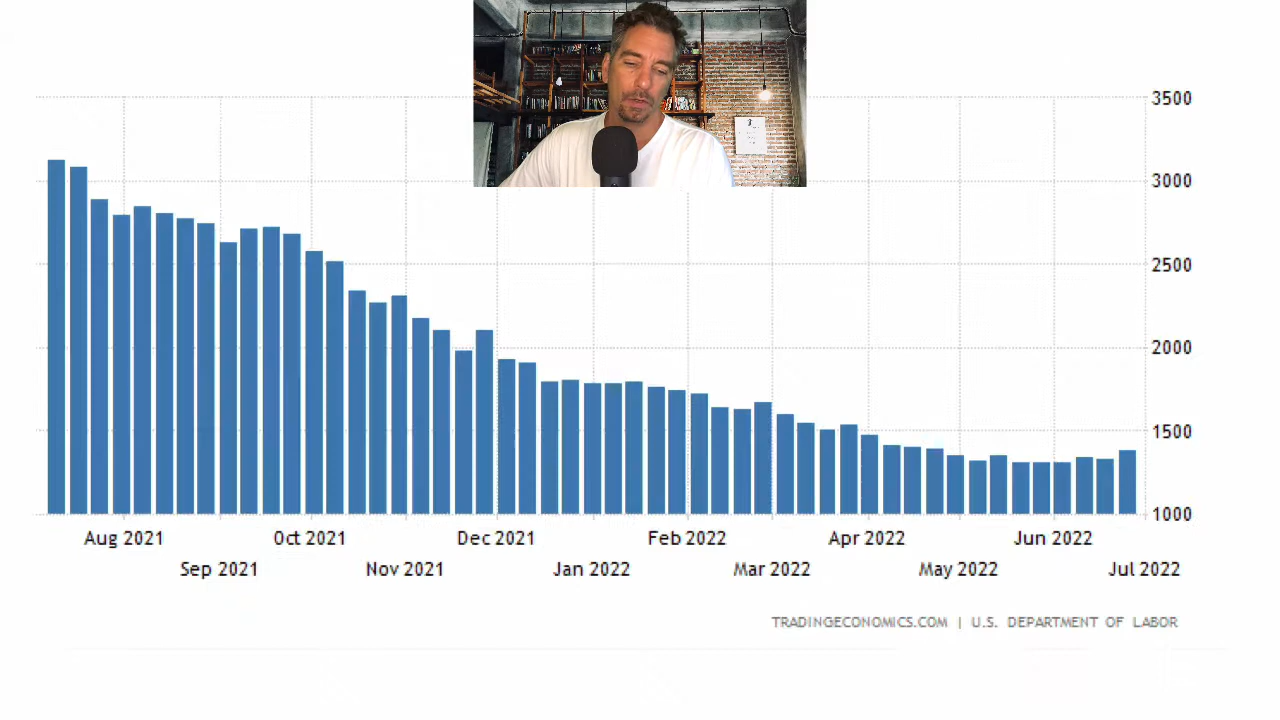 3500
3000
2500
2000
1500
1000
Aug 2021 Oct 2021 Dec 2021 Feb 2022 Apr 2022 Jun 2022
Sep 2021 Nov 2021 Jan 2022 Mar 2022 May 2022 Jul 2022
TRADINGECONOMICS.COM | U.S. DEPARTMENT OF LABOR